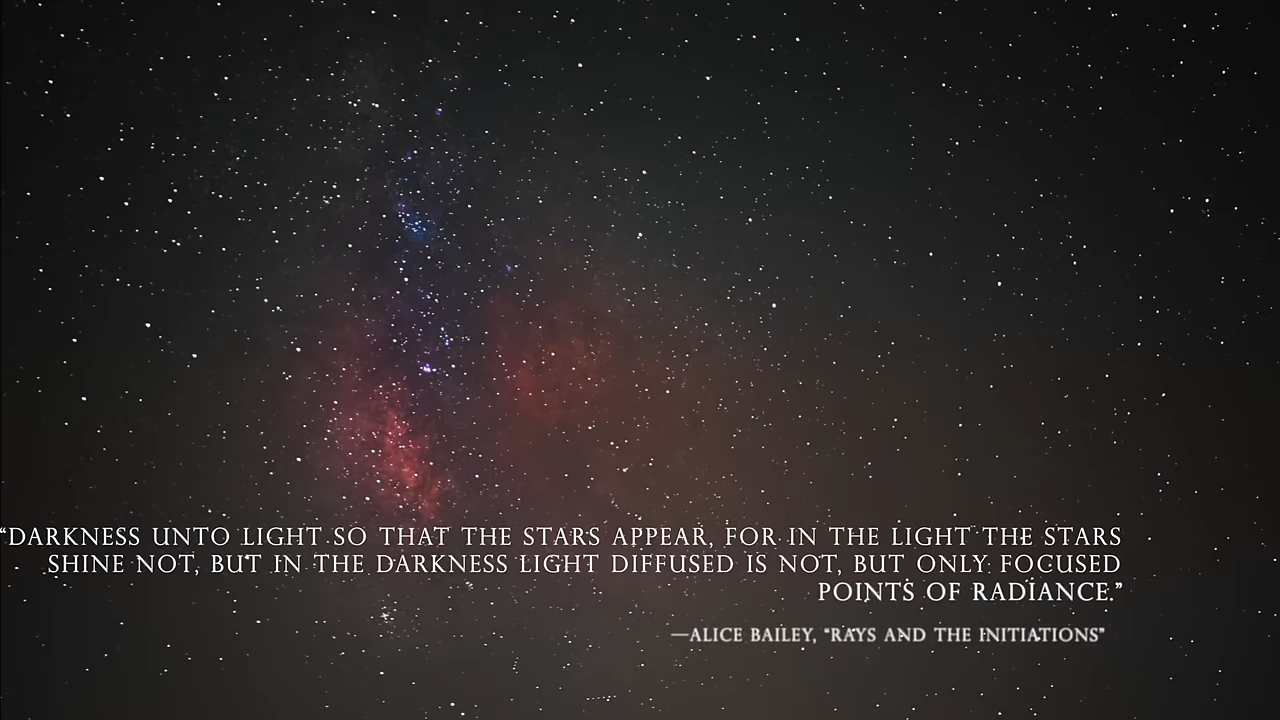 “DARKNESS UNTO LIGHT SO THAT THE STARS APPEAR, FOR IN THE LIGHT THE STARS
SHINE NOT, BUT IN THE DARKNESS LIGHT DIFFUSED IS NOT, BUT ONLY FOCUSED
POINTS OF RADIANCE.”
—ALICE BAILEY, “RAYS AND THE INITIATIONS”